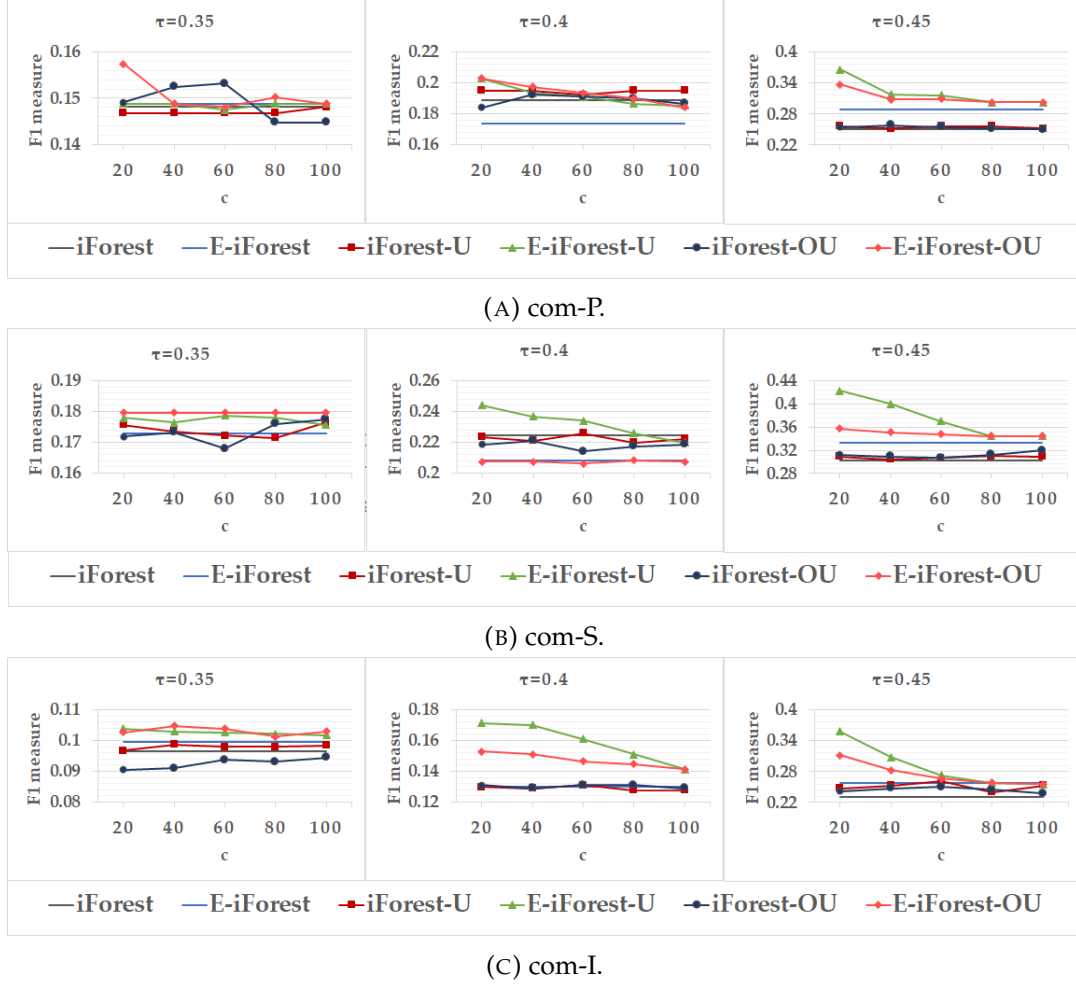 τ=0.35
F1 measure
0.16
0.15
0.14
20 40 60 80 100
c
τ=0.4
F1 measure
0.22
0.2
0.18
0.16
20 40 60 80 100
c
τ=0.45
F1 measure
0.4
0.34
0.28
0.22
20 40 60 80 100
c
iForest E-iForest iForest-U E-iForest-U iForest-OU E-iForest-OU
(A) com-P.
τ=0.35
F1 measure
0.19
0.18
0.17
0.16
20 40 60 80 100
c
τ=0.4
F1 measure
0.26
0.24
0.22
0.2
20 40 60 80 100
c
τ=0.45
F1 measure
0.44
0.4
0.36
0.32
0.28
20 40 60 80 100
c
iForest E-iForest iForest-U E-iForest-U iForest-OU E-iForest-OU
(B) com-S.
τ=0.35
F1 measure
0.11
0.1
0.09
0.08
20 40 60 80 100
c
τ=0.4
F1 measure
0.18
0.16
0.14
0.12
20 40 60 80 100
c
τ=0.45
F1 measure
0.4
0.34
0.28
0.22
20 40 60 80 100
c
iForest E-iForest iForest-U E-iForest-U iForest-OU E-iForest-OU
(C) com-I.